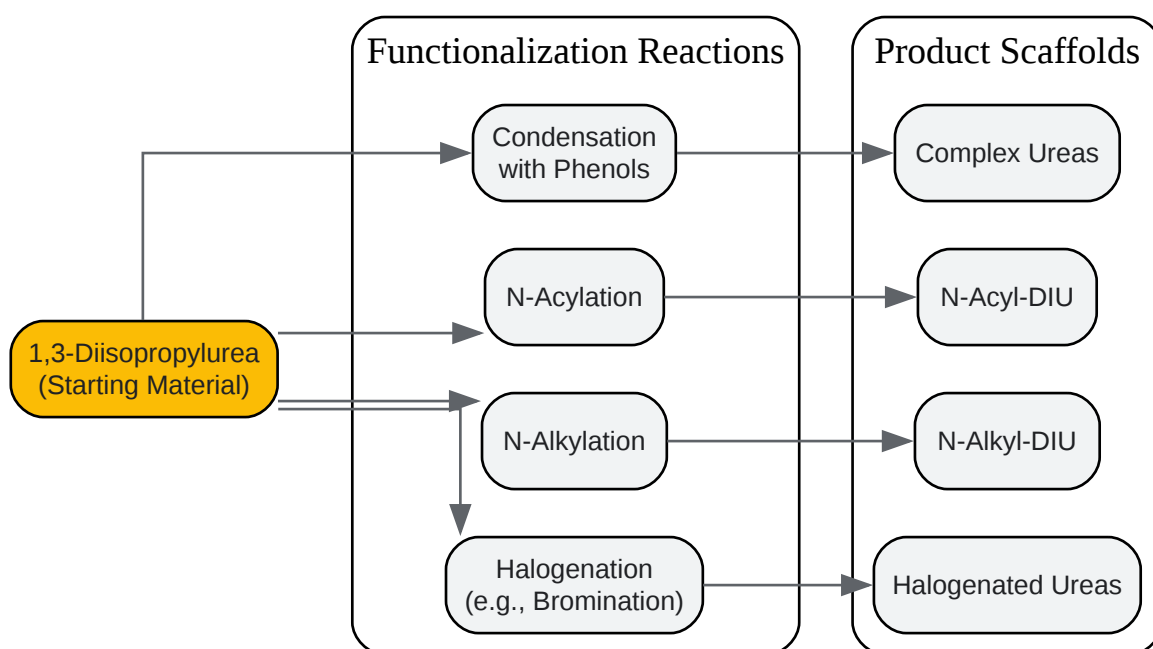 Functionalization Reactions
Product Scaffolds
Condensation
with Phenols
Complex Ureas
N-Acylation
N-Acyl-DIU
1,3-Diisopropylurea
(Starting Material)
N-Alkylation
N-Alkyl-DIU
Halogenation
(e.g., Bromination)
Halogenated Ureas